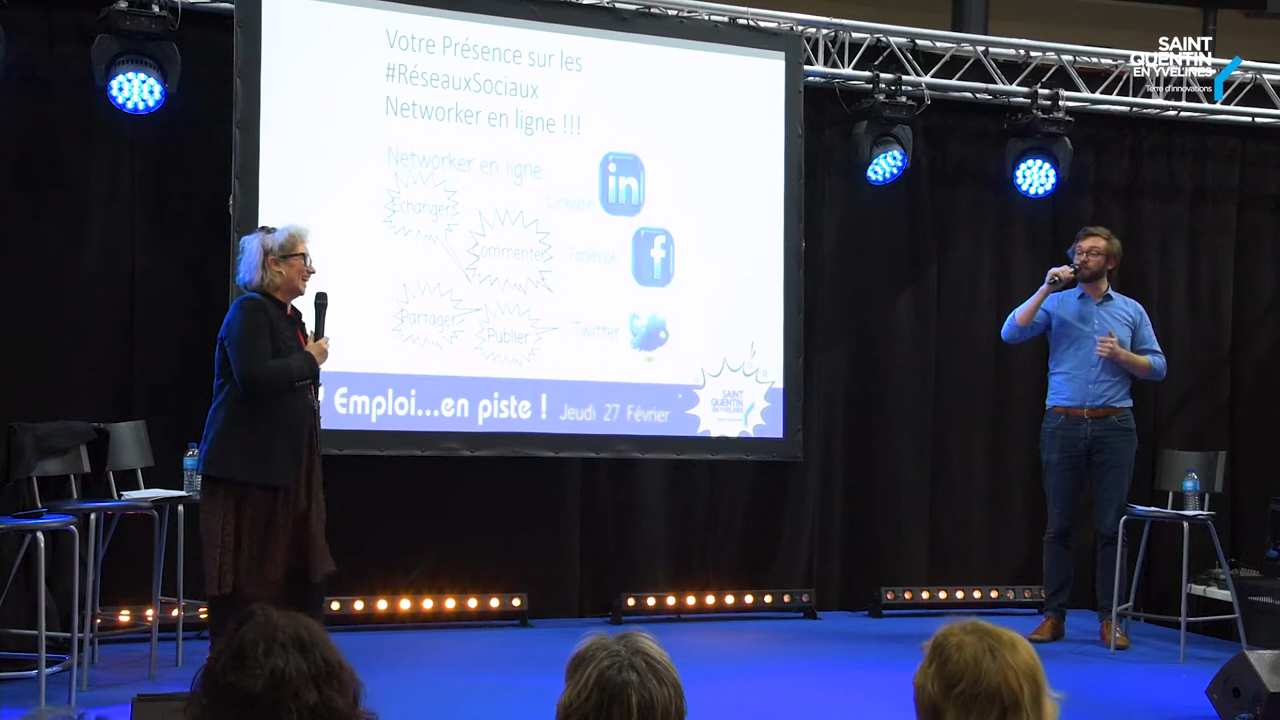 Votre Présence sur les
#RéseauxSociaux
Networker en ligne !!!
Networker en ligne
in
Echanger
LinkedIn
Commenter
Facebook
f
Partager
Publier
Twitter
Emploi...en piste ! Jeudi 27 Février
SAINT
QUENTIN
EN YVELINES
SAINT
QUENTIN
EN YVELINES
Terre d'innovations